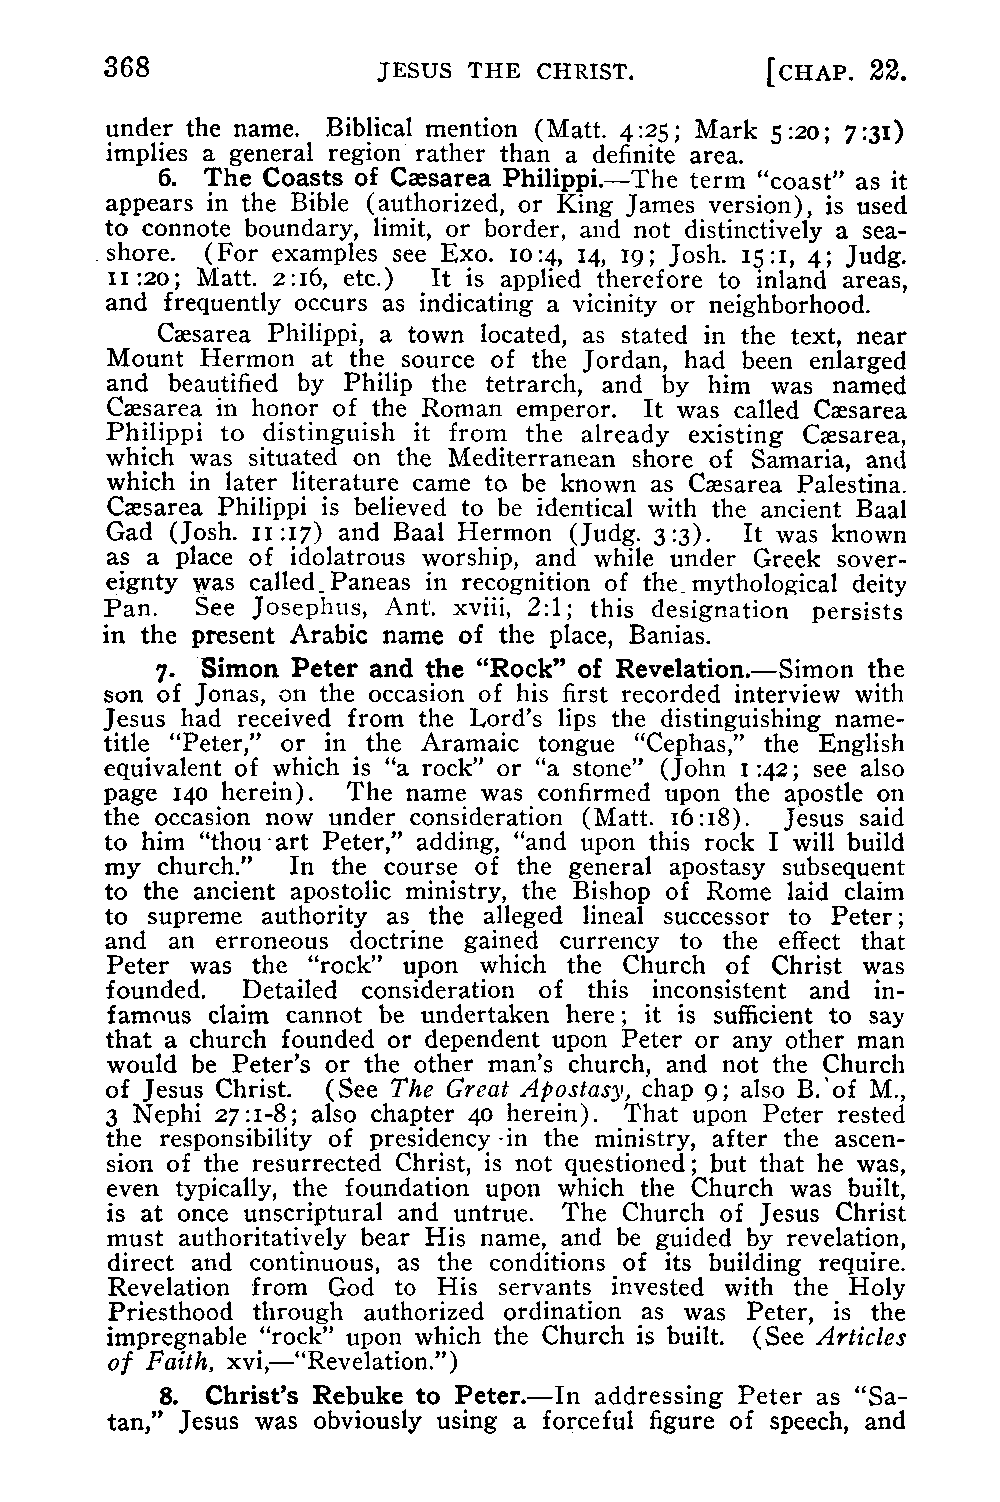 368 JESUS THE CHRIST. [CHAP. 22.
under the name. Biblical mention (Matt. 4:25; Mark 5:20; 7:31)
implies a general region rather than a definite area.
6. The Coasts of Cæsarea Philippi.—The term “coast” as it
appears in the Bible (authorized, or King James version), is used
to connote boundary, limit, or border, and not distinctively a sea-
shore. (For examples see Exo. 10:4, 14, 19; Josh. 15:1, 4; Judg.
11:20; Matt. 2:16, etc.) It is applied therefore to inland areas,
and frequently occurs as indicating a vicinity or neighborhood.
Cæsarea Philippi, a town located, as stated in the text, near
Mount Hermon at the source of the Jordan, had been enlarged
and beautified by Philip the tetrarch, and by him was named
Cæsarea in honor of the Roman emperor. It was called Cæsarea
Philippi to distinguish it from the already existing Cæsarea,
which was situated on the Mediterranean shore of Samaria, and
which in later literature came to be known as Cæsarea Palestina.
Cæsarea Philippi is believed to be identical with the ancient Baal
Gad (Josh. 11:17) and Baal Hermon (Judg. 3:3). It was known
as a place of idolatrous worship, and while under Greek sover-
eignty was called Paneas in recognition of the mythological deity
Pan. See Josephus, Ant. xviii, 2:1; this designation persists
in the present Arabic name of the place, Banias.
7. Simon Peter and the “Rock” of Revelation.—Simon the
son of Jonas, on the occasion of his first recorded interview with
Jesus had received from the Lord’s lips the distinguishing name-
title “Peter,” or in the Aramaic tongue “Cephas,” the English
equivalent of which is “a rock” or “a stone” (John 1:42; see also
page 140 herein). The name was confirmed upon the apostle on
the occasion now under consideration (Matt. 16:18). Jesus said
to him “thou art Peter,” adding, “and upon this rock I will build
my church.” In the course of the general apostasy subsequent
to the ancient apostolic ministry, the Bishop of Rome laid claim
to supreme authority as the alleged lineal successor to Peter;
and an erroneous doctrine gained currency to the effect that
Peter was the “rock” upon which the Church of Christ was
founded. Detailed consideration of this inconsistent and in-
famous claim cannot be undertaken here; it is sufficient to say
that a church founded or dependent upon Peter or any other man
would be Peter’s or the other man’s church, and not the Church
of Jesus Christ. (See The Great Apostasy, chap 9; also B. of M.,
3 Nephi 27:1-8; also chapter 40 herein). That upon Peter rested
the responsibility of presidency in the ministry, after the ascen-
sion of the resurrected Christ, is not questioned; but that he was,
even typically, the foundation upon which the Church was built,
is at once unscriptural and untrue. The Church of Jesus Christ
must authoritatively bear His name, and be guided by revelation,
direct and continuous, as the conditions of its building require.
Revelation from God to His servants invested with the Holy
Priesthood through authorized ordination as was Peter, is the
impregnable “rock” upon which the Church is built. (See Articles
of Faith, xvi,—“Revelation.”)
8. Christ’s Rebuke to Peter.—In addressing Peter as “Sa-
tan,” Jesus was obviously using a forceful figure of speech, and